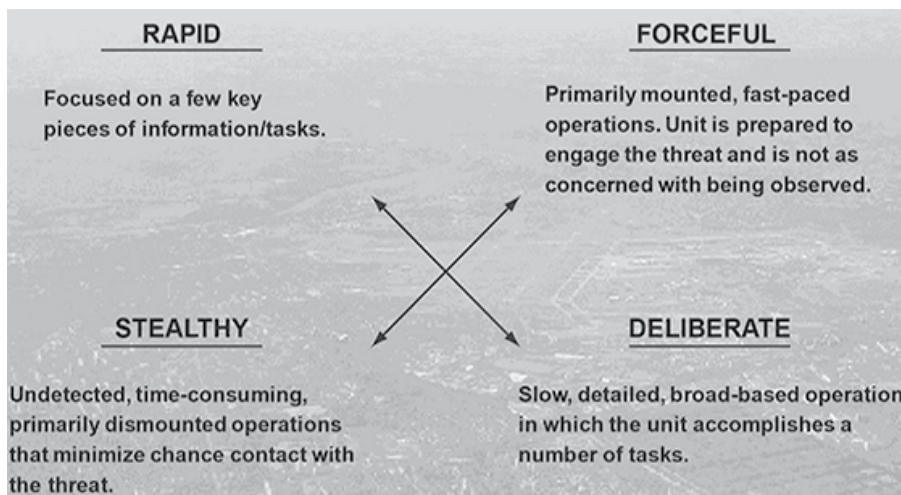 RAPID
Focused on a few key
pieces of information/tasks.
FORCEFUL
Primarily mounted, fast-paced
operations. Unit is prepared to
engage the threat and is not as
concerned with being observed.
STEALTHY
Undetected, time-consuming,
primarily dismounted operations
that minimize chance contact with
the threat.
DELIBERATE
Slow, detailed, broad-based operation
in which the unit accomplishes a
number of tasks.